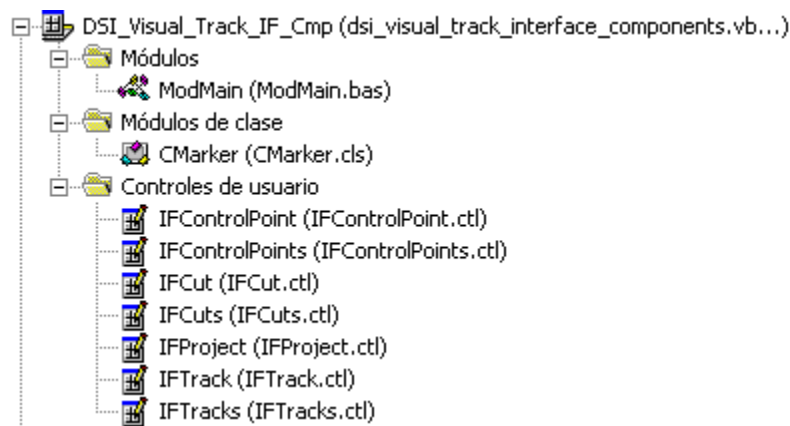 DSI_Visual_Track_IF_Cmp (dsi_visual_track_interface_components.vb...)
Módulos
ModMain (ModMain.bas)
Módulos de clase
CMarker (CMarker.cls)
Controles de usuario
IFControlPoint (IFControlPoint.ctl)
IFControlPoints (IFControlPoints.ctl)
IFCut (IFCut.ctl)
IFCuts (IFCuts.ctl)
IFProject (IFProject.ctl)
IFTrack (IFTrack.ctl)
IFTracks (IFTracks.ctl)